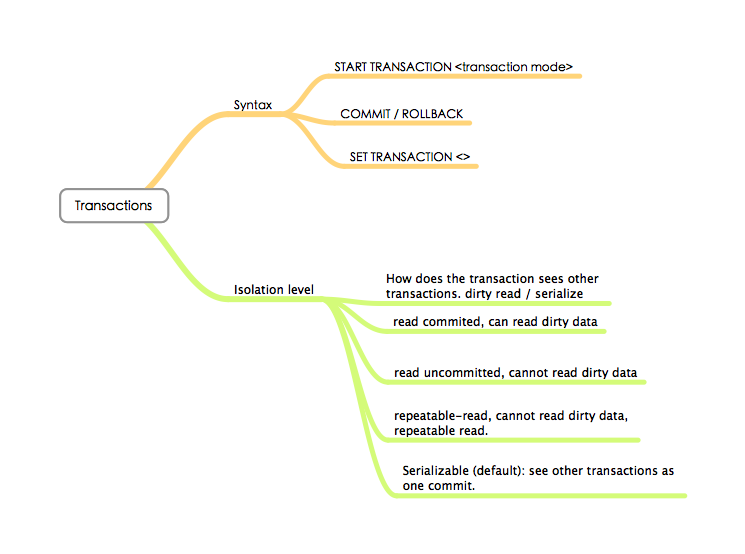 START TRANSACTION <transaction mode>
Syntax
COMMIT / ROLLBACK
SET TRANSACTION <>
Transactions
Isolation level
How does the transaction sees other
transactions. dirty read / serialize
read commited, can read dirty data
read uncommitted, cannot read dirty data
repeatable-read, cannot read dirty data,
repeatable read.
Serializable (default): see other transactions as
one commit.